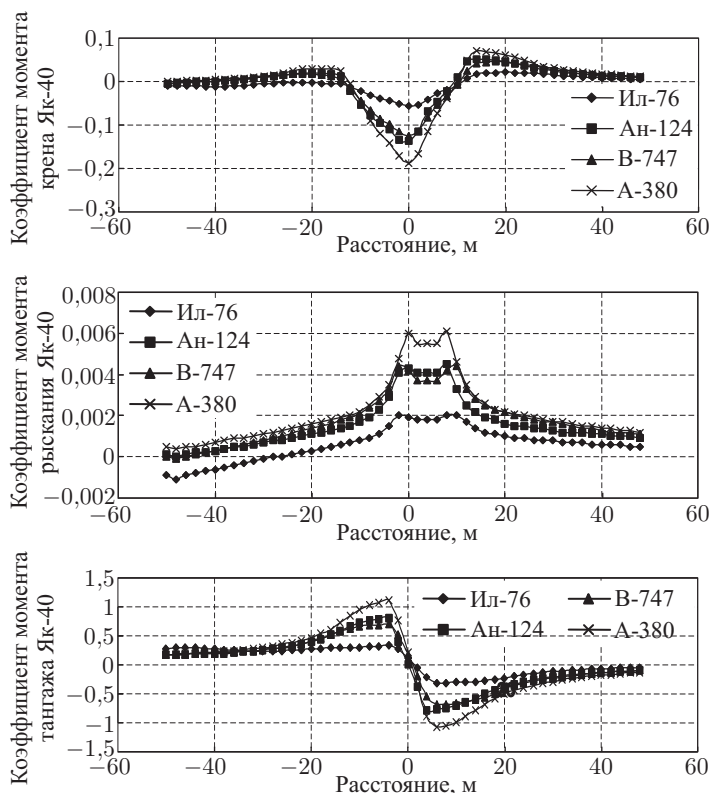 Коэффициент момента
крена Як-40
0,1
0
−0,1
−0,2
−0,3
−60 −40 −20 0 20 40 60
Расстояние, м
Ил-76
Ан-124
В-747
А-380
Коэффициент момента
рыскания Як-40
0,008
0,006
0,004
0,002
0
−0,002
−60 −40 −20 0 20 40 60
Расстояние, м
Ил-76
Ан-124
В-747
А-380
Коэффициент момента
тангажа Як-40
1,5
1
0,5
0
−0,5
−1
−1,5
−60 −40 −20 0 20 40 60
Расстояние, м
Ил-76 В-747
Ан-124 А-380